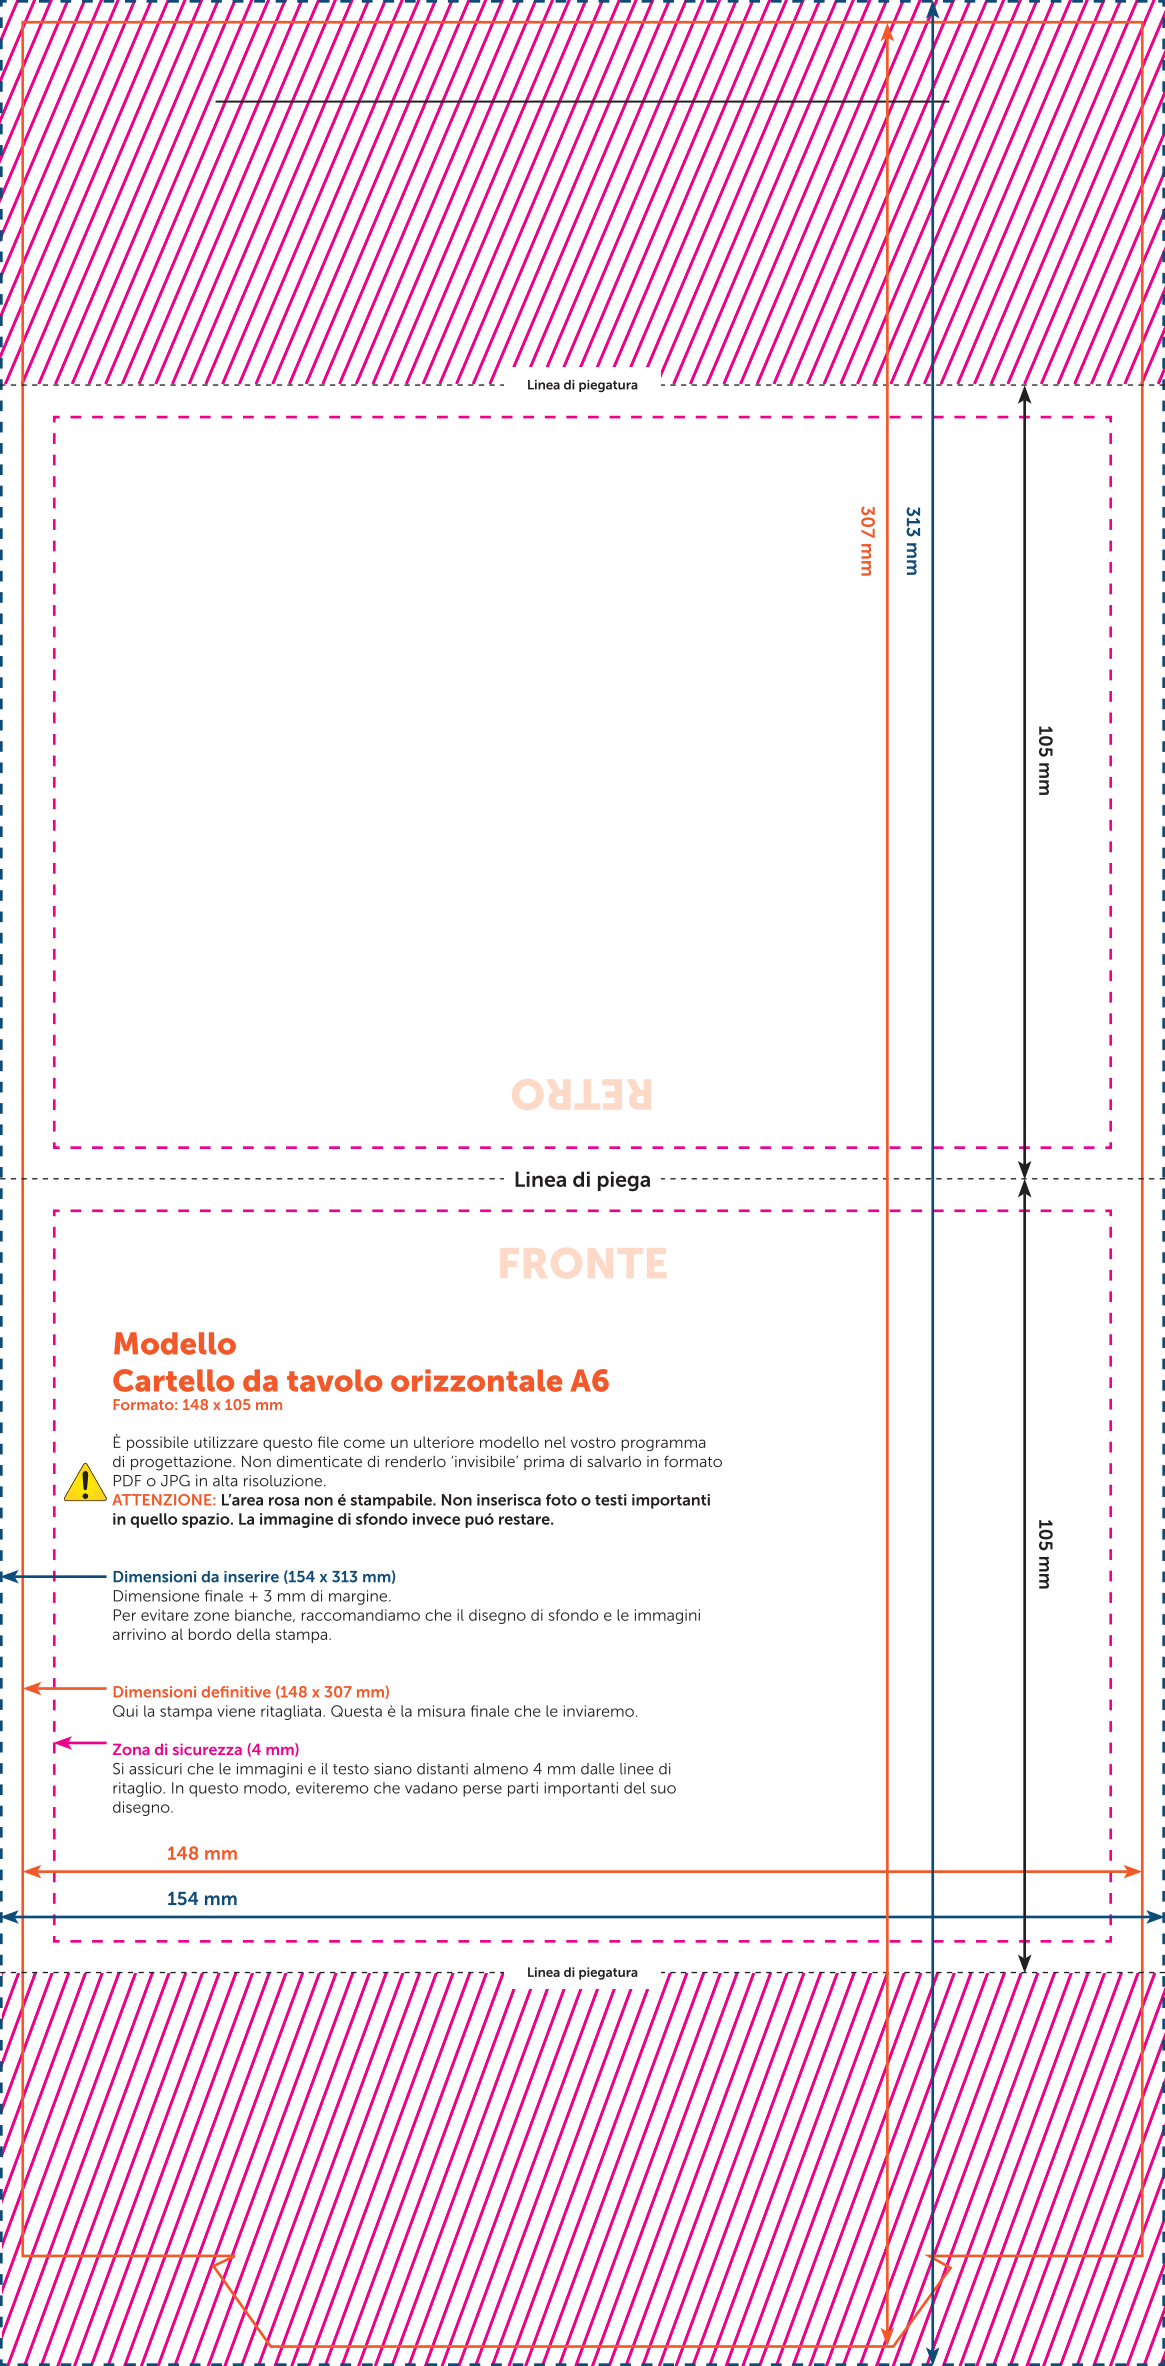 Linea di piegatura
307 mm
313 mm
105 mm
RETRO
Linea di piega
FRONTE
Modello
Cartello da tavolo orizzontale A6
Formato: 148 x 105 mm
È possibile utilizzare questo file come un ulteriore modello nel vostro programma
di progettazione. Non dimenticate di renderlo ‘invisibile’ prima di salvarlo in formato
PDF o JPG in alta risoluzione.
ATTENZIONE: L’area rosa non é stampabile. Non inserisca foto o testi importanti
in quello spazio. La immagine di sfondo invece puó restare.
105 mm
Dimensioni da inserire (154 x 313 mm)
Dimensione finale + 3 mm di margine.
Per evitare zone bianche, raccomandiamo che il disegno di sfondo e le immagini
arrivino al bordo della stampa.
Dimensioni definitive (148 x 307 mm)
Qui la stampa viene ritagliata. Questa è la misura finale che le inviaremo.
Zona di sicurezza (4 mm)
Si assicuri che le immagini e il testo siano distanti almeno 4 mm dalle linee di
ritaglio. In questo modo, eviteremo che vadano perse parti importanti del suo
disegno.
148 mm
154 mm
Linea di piegatura